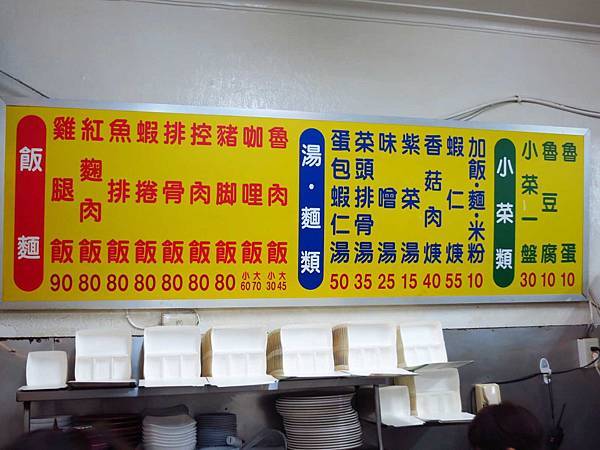 飯 麵
雞腿飯 90
紅麴肉飯 80
魚排飯 80
蝦捲飯 80
排骨飯 80
控肉飯 80
豬腳飯 80
咖哩飯 小60 大70
魯肉飯 小30 大45
湯・麵類
蛋包蝦仁湯 50
菜頭排骨湯 35
味噌湯 25
紫菜湯 15
香菇肉焿 40
蝦仁焿 55
加飯・麵・米粉 10
小菜類
小菜一盤 30
魯豆腐 10
魯蛋 10